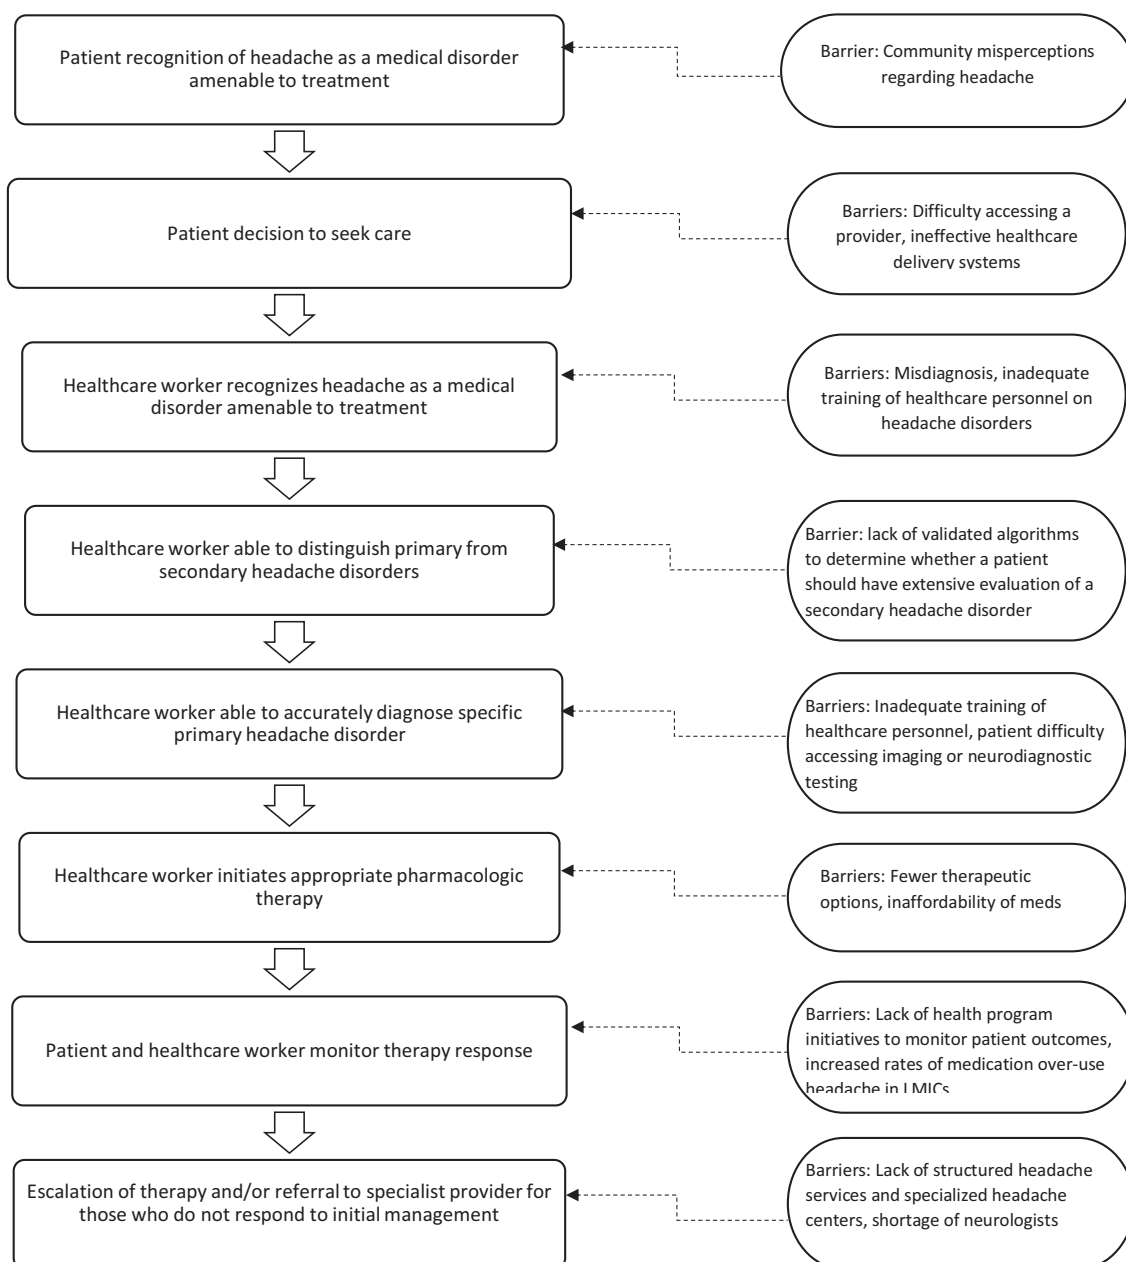 Patient recognition of headache as a medical disorder
amenable to treatment
Barrier: Community misperceptions
regarding headache
Patient decision to seek care
Barriers: Difficulty accessing a
provider, ineffective healthcare
delivery systems
Healthcare worker recognizes headache as a medical
disorder amenable to treatment
Barriers: Misdiagnosis, inadequate
training of healthcare personnel on
headache disorders
Healthcare worker able to distinguish primary from
secondary headache disorders
Barrier: lack of validated algorithms
to determine whether a patient
should have extensive evaluation of a
secondary headache disorder
Healthcare worker able to accurately diagnose specific
primary headache disorder
Barriers: Inadequate training of
healthcare personnel, patient difficulty
accessing imaging or neurodiagnostic
testing
Healthcare worker initiates appropriate pharmacologic
therapy
Barriers: Fewer therapeutic
options, inaffordability of meds
Patient and healthcare worker monitor therapy response
Barriers: Lack of health program
initiatives to monitor patient outcomes,
increased rates of medication over-use
headache in LMICs
Escalation of therapy and/or referral to specialist provider for
those who do not respond to initial management
Barriers: Lack of structured headache
services and specialized headache
centers, shortage of neurologists